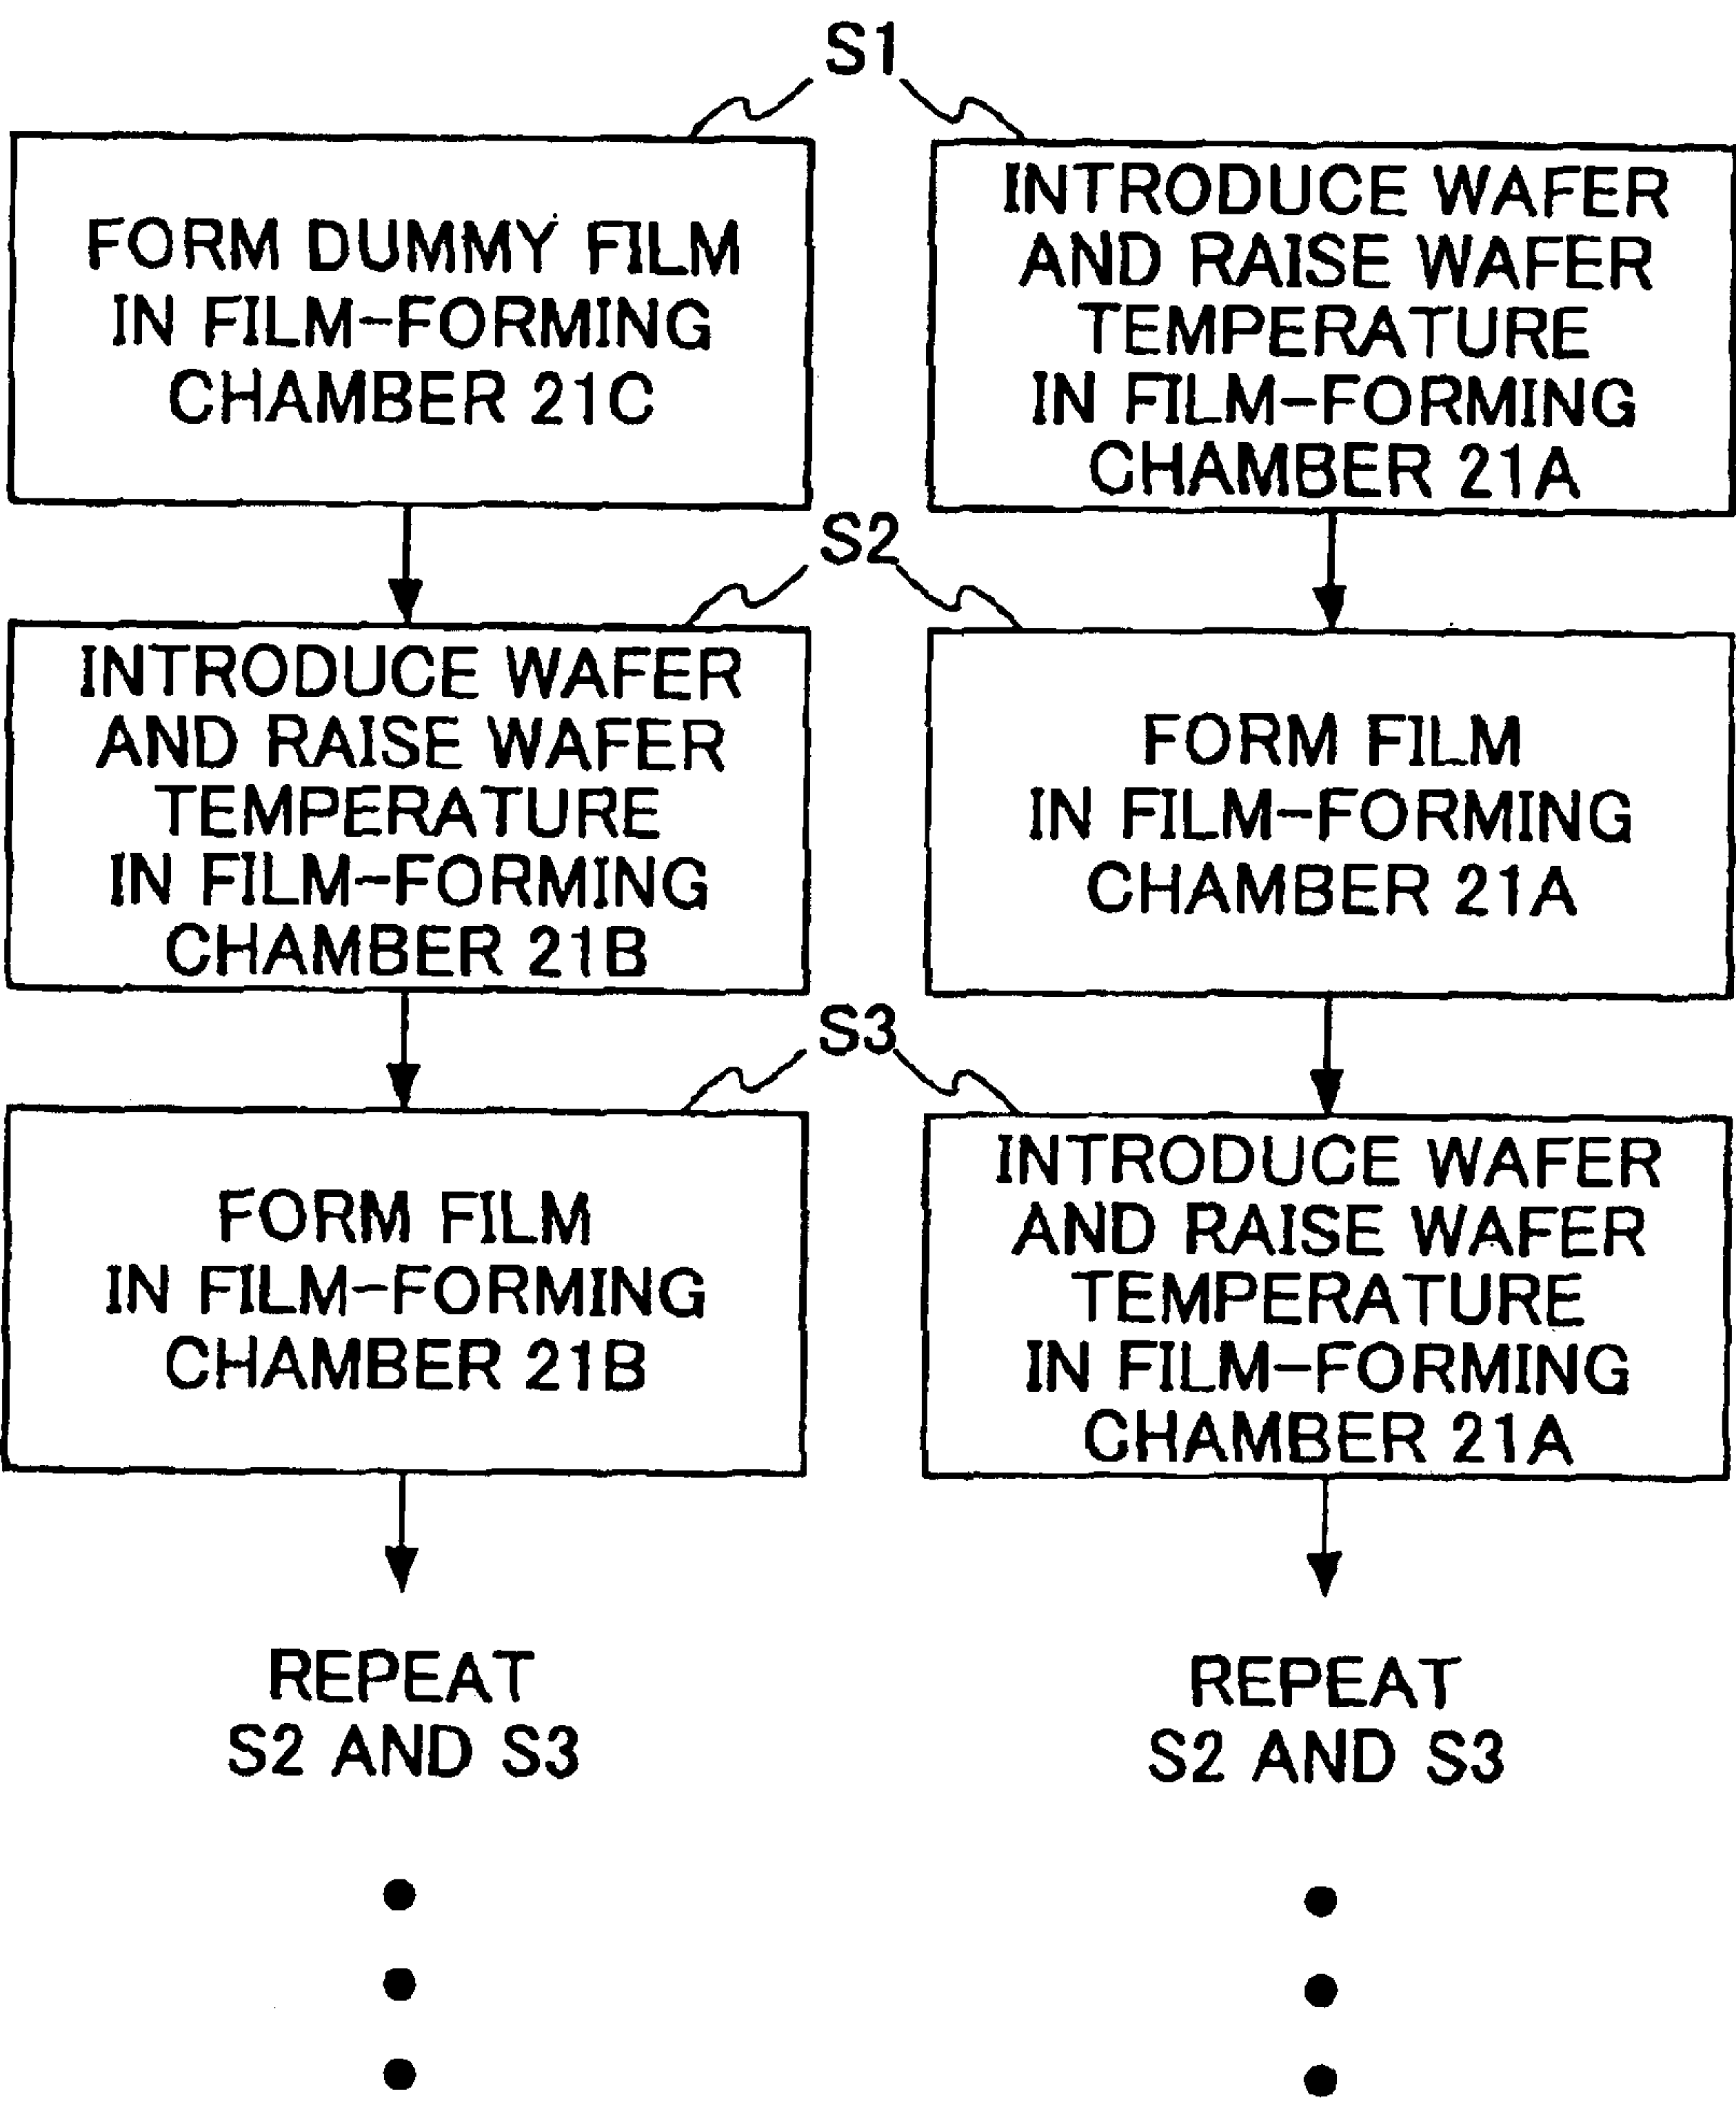 S1
FORM DUMMY FILM
IN FILM-FORMING
CHAMBER 21C
INTRODUCE WAFER
AND RAISE WAFER
TEMPERATURE
IN FILM-FORMING
CHAMBER 21A
S2
INTRODUCE WAFER
AND RAISE WAFER
TEMPERATURE
IN FILM-FORMING
CHAMBER 21B
FORM FILM
IN FILM-FORMING
CHAMBER 21A
S3
FORM FILM
IN FILM-FORMING
CHAMBER 21B
INTRODUCE WAFER
AND RAISE WAFER
TEMPERATURE
IN FILM-FORMING
CHAMBER 21A
REPEAT
S2 AND S3
REPEAT
S2 AND S3